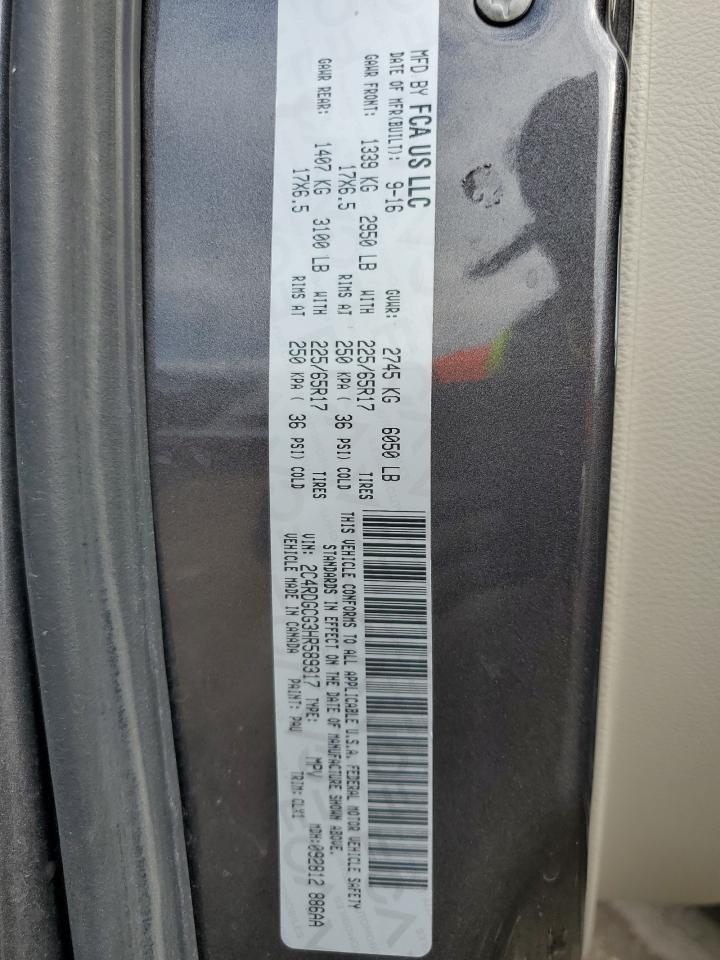 MFD BY FCA US LLC
DATE OF MFR(BUILT): 9-16 GVWR: 2745 KG 6050 LB
GAWR FRONT: 1339 KG 2950 LB WITH 225/65R17 TIRES
17X6.5 RIMS AT 250 KPA ( 36 PSI) COLD
GAWR REAR: 1407 KG 3100 LB WITH 225/65R17 TIRES
17X6.5 RIMS AT 250 KPA ( 36 PSI) COLD
THIS VEHICLE CONFORMS TO ALL APPLICABLE U.S.A. FEDERAL MOTOR VEHICLE SAFETY
STANDARDS IN EFFECT ON THE DATE OF MANUFACTURE SHOWN ABOVE.
VIN: 2C4RDGCG3HR589317 TYPE: MPV MDH:092812 886AA
VEHICLE MADE IN CANADA PAINT: PAU TRIM: